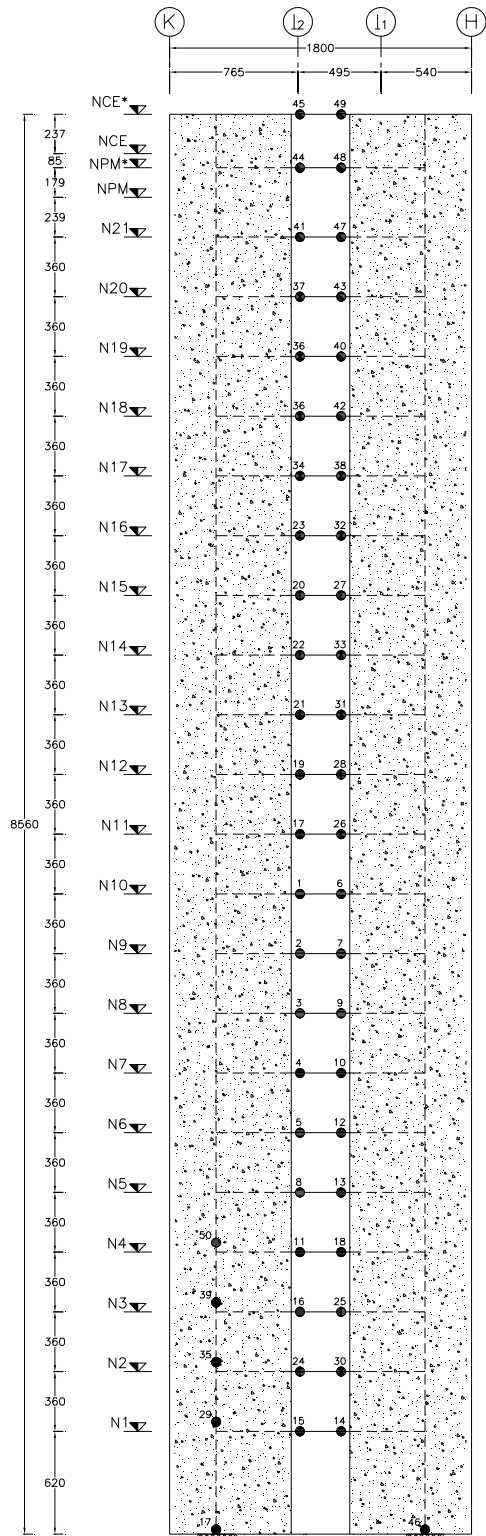 K J2 J1 H
1800
765 495 540
NCE* 45 49
237
NCE
85
NPM* 44 48
179
NPM
239
N21 41 47
360
N20 37 43
360
N19 36 40
360
N18 36 42
360
N17 34 38
360
N16 23 32
360
N15 20 27
360
N14 22 33
360
N13 21 31
360
N12 19 28
360
8560
N11 17 26
360
N10 1 6
360
N9 2 7
360
N8 3 9
360
N7 4 10
360
N6 5 12
360
N5 8 13
360
50
N4 11 18
360
39
N3 16 25
360
35
N2 24 30
360
29
N1 15 14
620
17 46